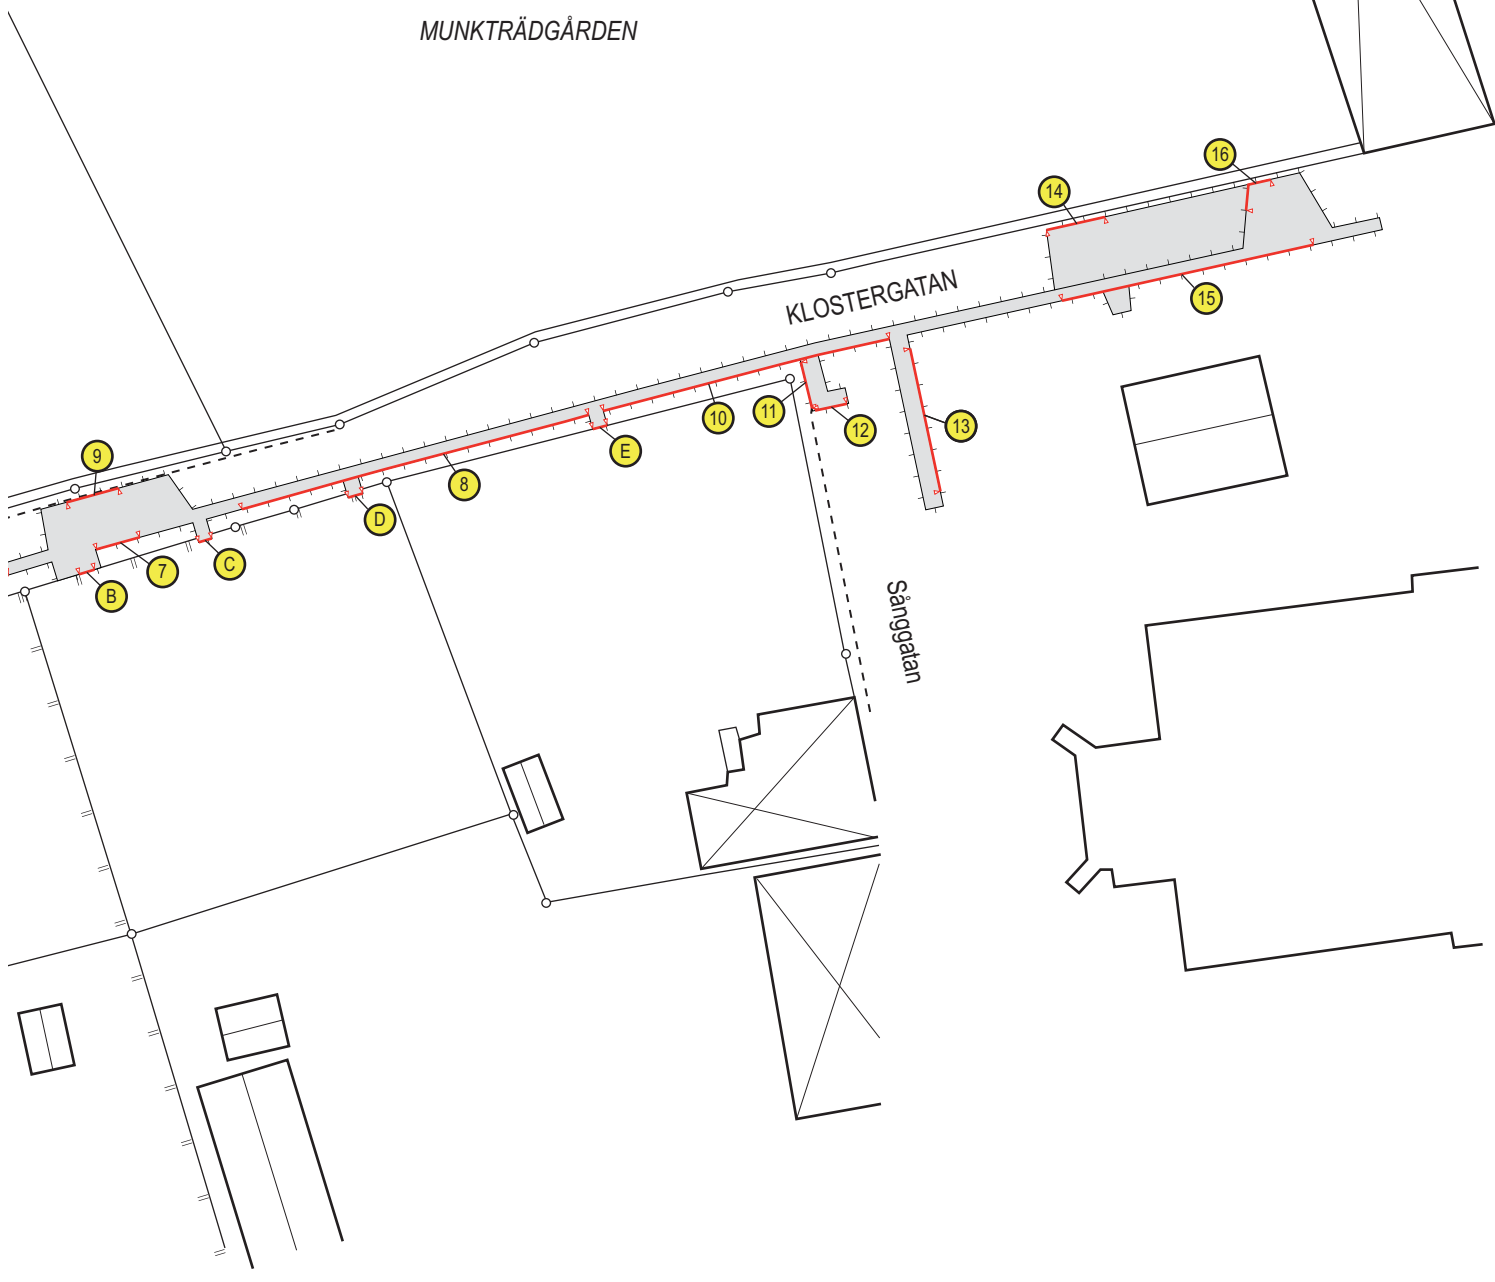 MUNKTRÄDGÅRDEN
16
14
KLOSTERGATAN
15
10
11
12
13
E
9
8
D
7
C
B
Sånggatan